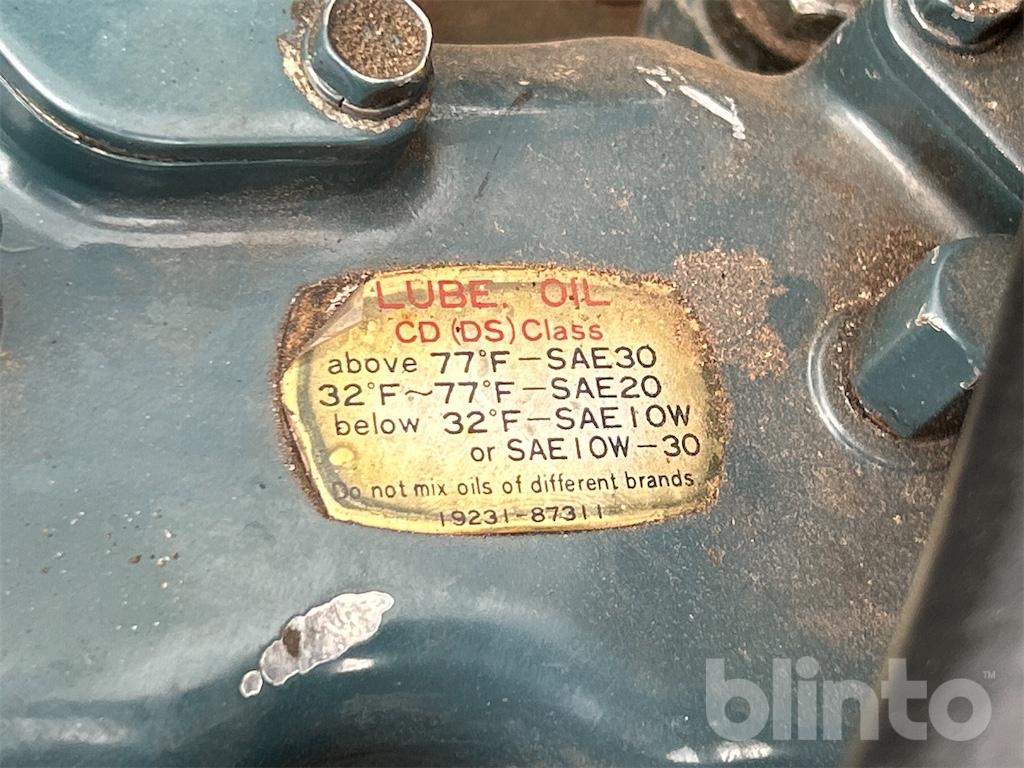 LUBE. OIL
CD (DS) Class
above 77°F-SAE30
32°F~77°F-SAE20
below 32°F-SAE10W
or SAE10W-30
Do not mix oils of different brands
19231-87311
blinto™